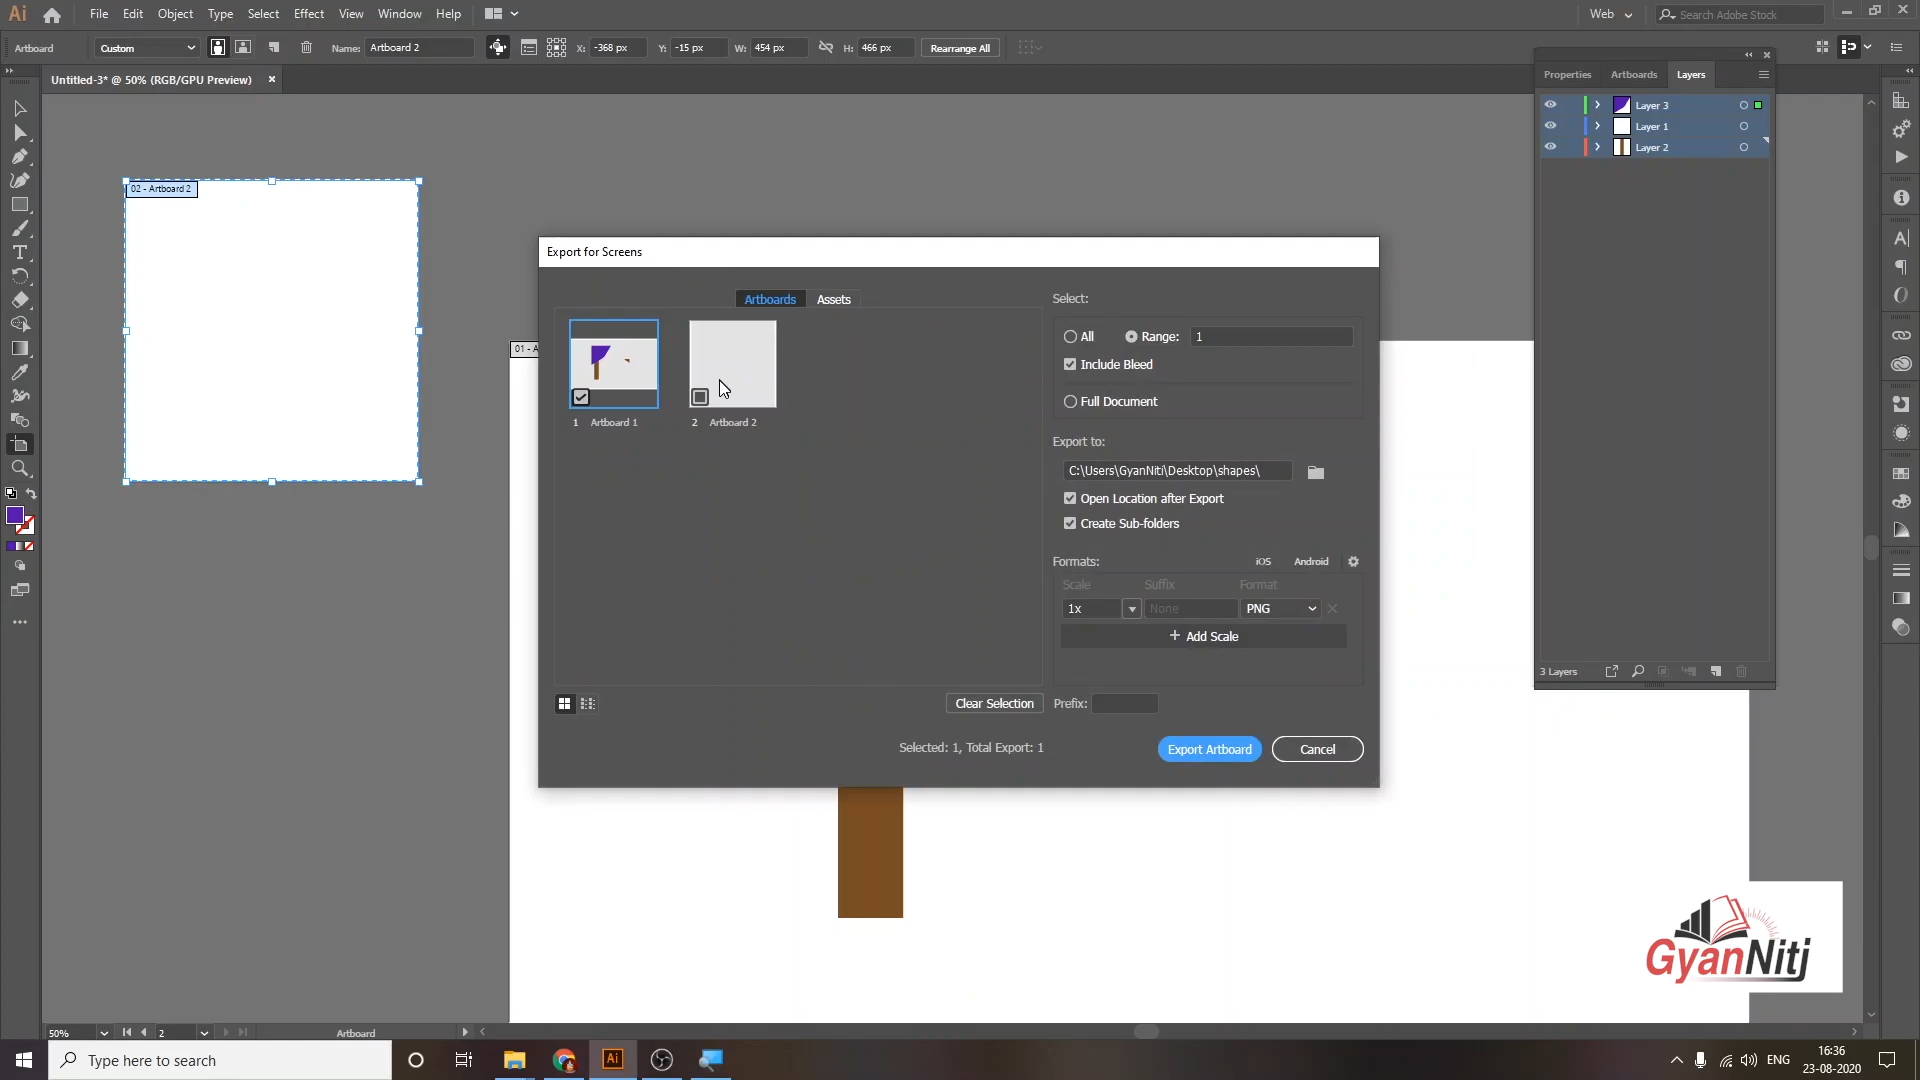 Ai File Edit Object Type Select Effect View Window Help Web Search Adobe Stock
Artboard Custom Name: Artboard 2 X: -368 px Y: -15 px W: 454 px H: 466 px Rearrange All
Untitled-3* @ 50% (RGB/GPU Preview)
Properties Artboards Layers
Layer 3
Layer 1
Layer 2
3 Layers
02 - Artboard 2
01 - A
Export for Screens
Artboards Assets
1 Artboard 1
2 Artboard 2
Select:
All Range: 1
Include Bleed
Full Document
Export to:
C:\Users\GyanNiti\Desktop\shapes\
Open Location after Export
Create Sub-folders
Formats: iOS Android
Scale Suffix Format
1x None PNG
+ Add Scale
Clear Selection Prefix:
Selected: 1, Total Export: 1
Export Artboard Cancel
GyanNiti
50% 2 Artboard
Type here to search
Ai
ENG
16:36
23-08-2020